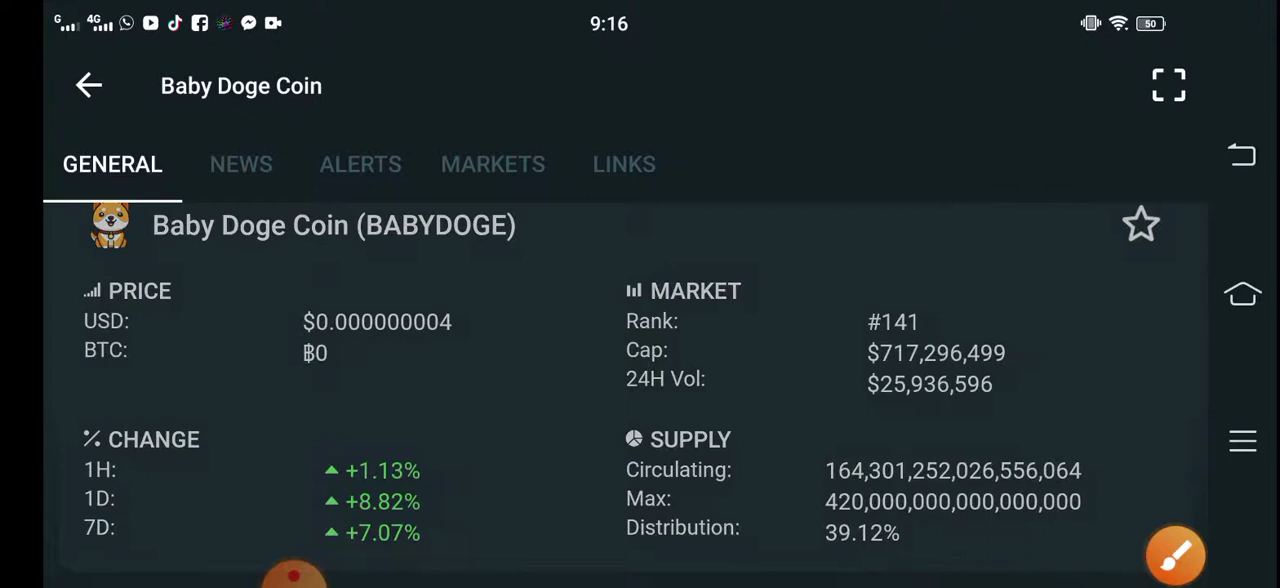 G 4G 9:16 50
Baby Doge Coin
GENERAL NEWS ALERTS MARKETS LINKS
Baby Doge Coin (BABYDOGE)
PRICE
USD: $0.000000004
BTC: ฿0
MARKET
Rank: #141
Cap: $717,296,499
24H Vol: $25,936,596
CHANGE
1H: +1.13%
1D: +8.82%
7D: +7.07%
SUPPLY
Circulating: 164,301,252,026,556,064
Max: 420,000,000,000,000,000
Distribution: 39.12%